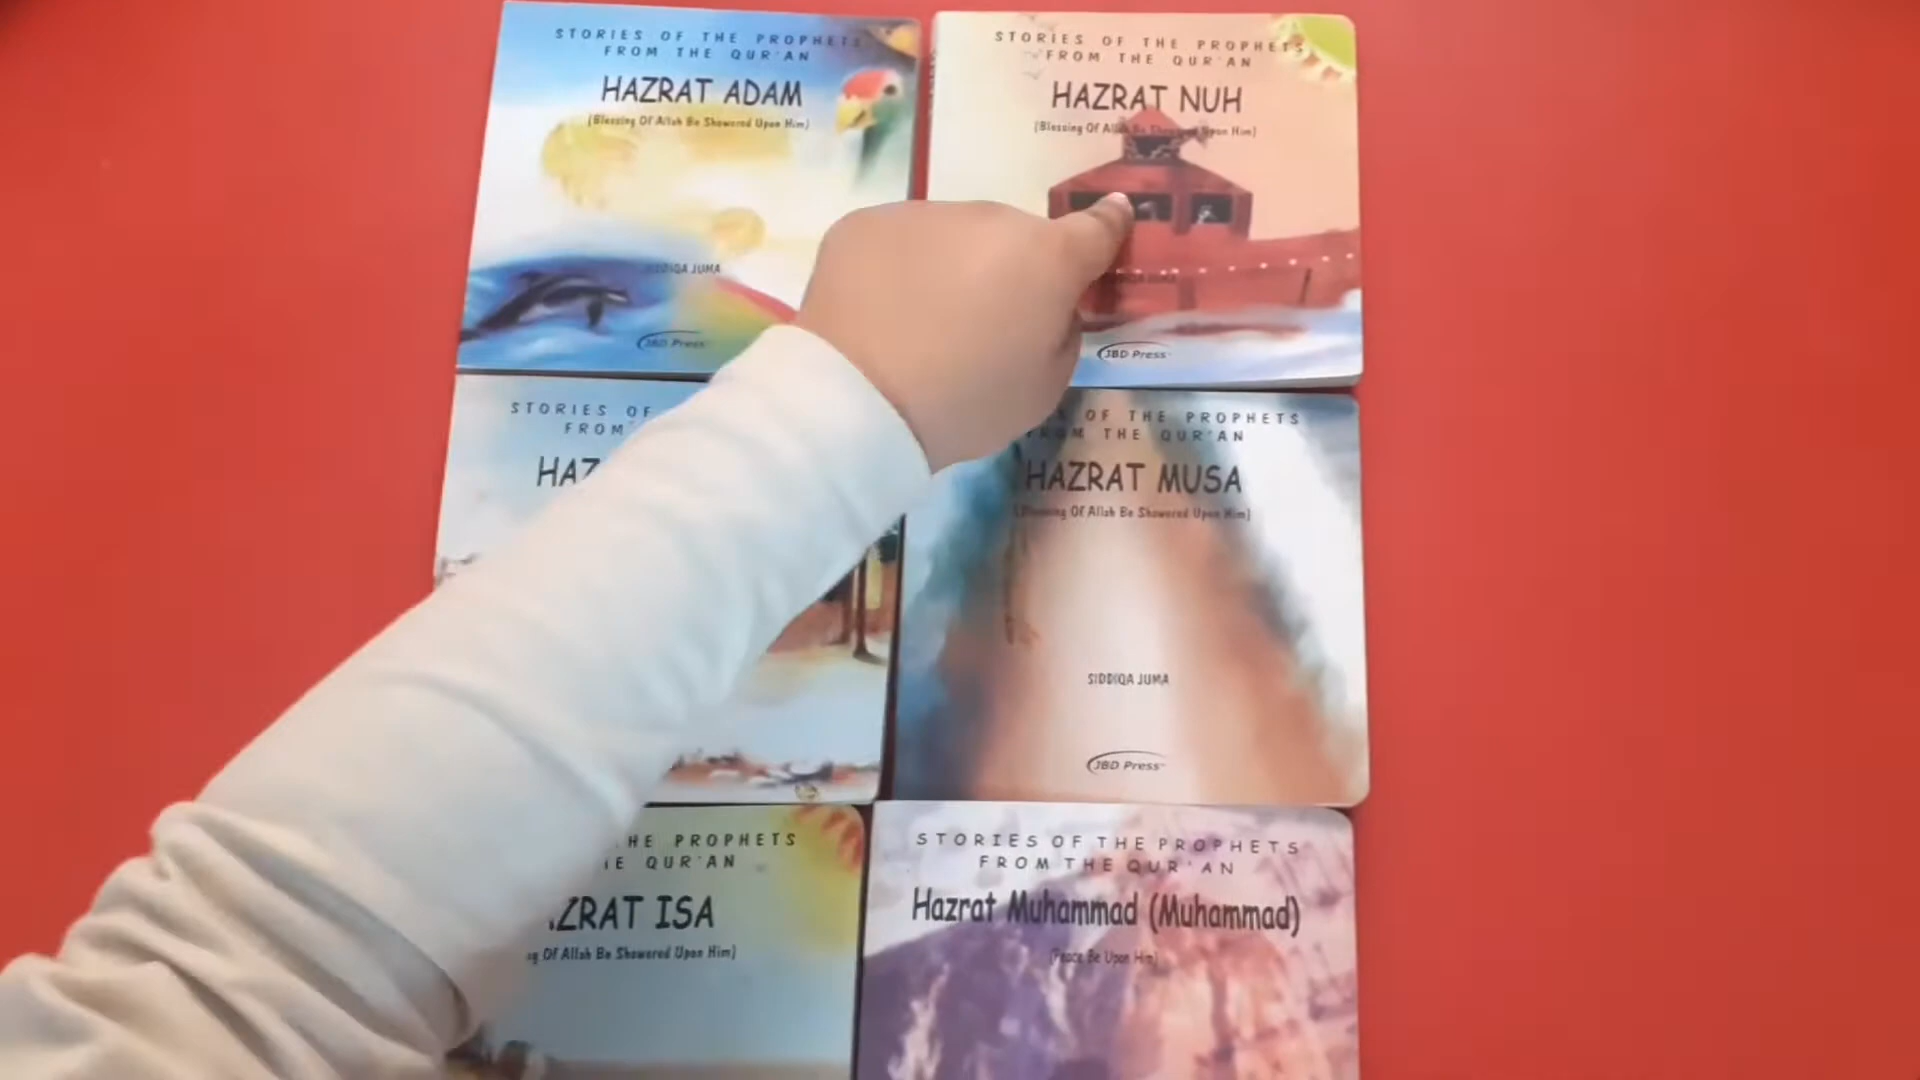 STORIES OF THE PROPHETS
FROM THE QUR'AN
HAZRAT ADAM
(Blessing Of Allah Be Showered Upon Him)
SIDDIQA JUMA
JBD Press
STORIES OF THE PROPHETS
FROM THE QUR'AN
HAZRAT NUH
(Blessing Of Allah Be Showered Upon Him)
JUMA
JBD Press
STORIES OF
FROM
HAZ
OF THE PROPHETS
FROM THE QUR'AN
HAZRAT MUSA
(Blessing Of Allah Be Showered Upon Him)
SIDDIQA JUMA
JBD Press
HE PROPHETS
E QUR'AN
ZRAT ISA
Of Allah Be Showered Upon Him)
STORIES OF THE PROPHETS
FROM THE QUR'AN
Hazrat Muhammad (Muhammad)
(Peace Be Upon Him)